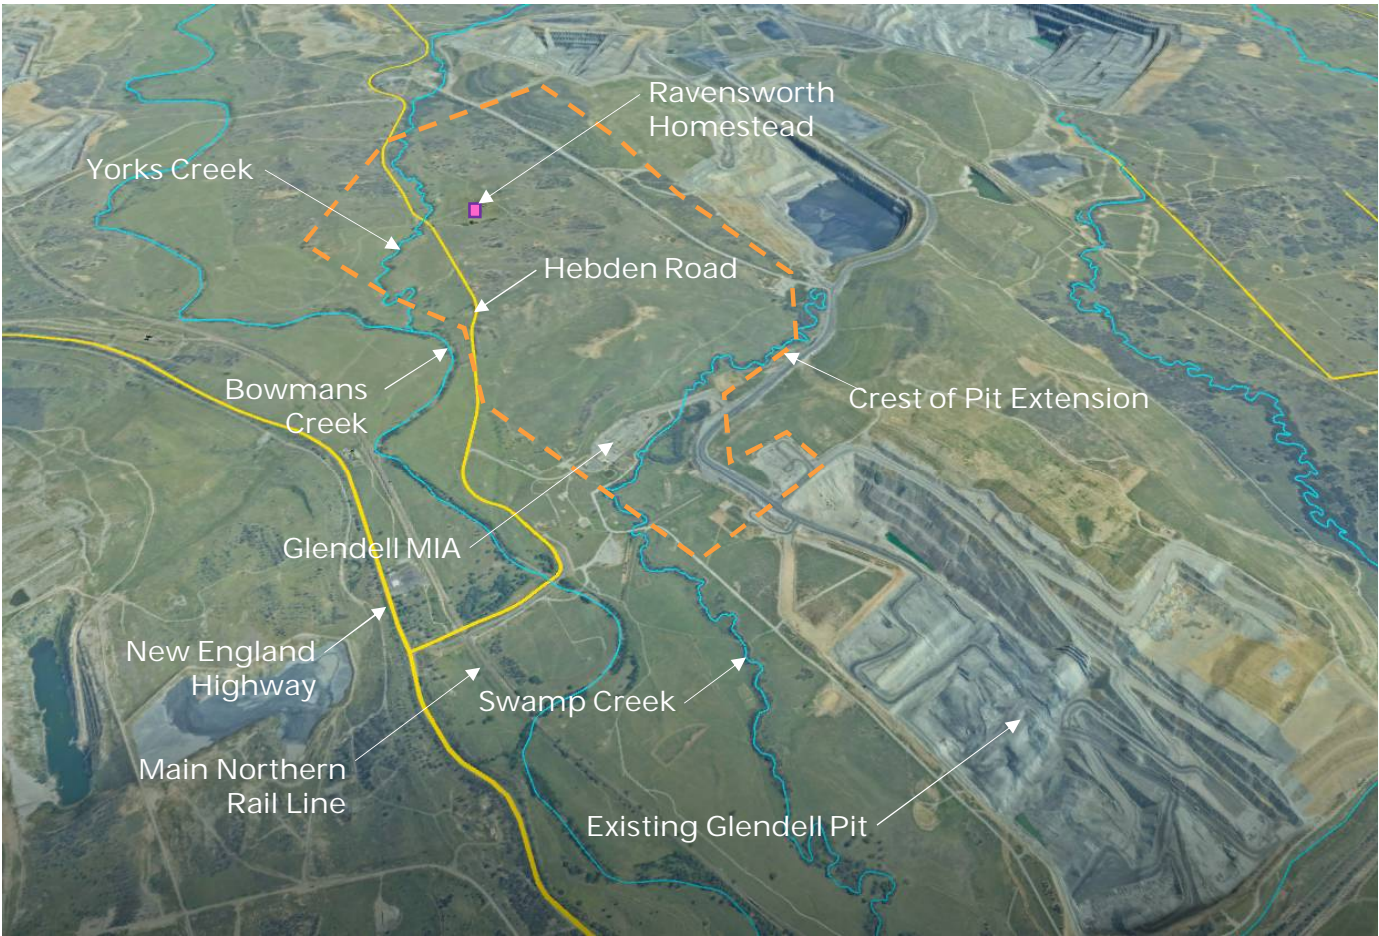 Ravensworth
Homestead
Yorks Creek
Hebden Road
Bowmans
Creek
Crest of Pit Extension
Glendell MIA
New England
Highway
Swamp Creek
Main Northern
Rail Line
Existing Glendell Pit